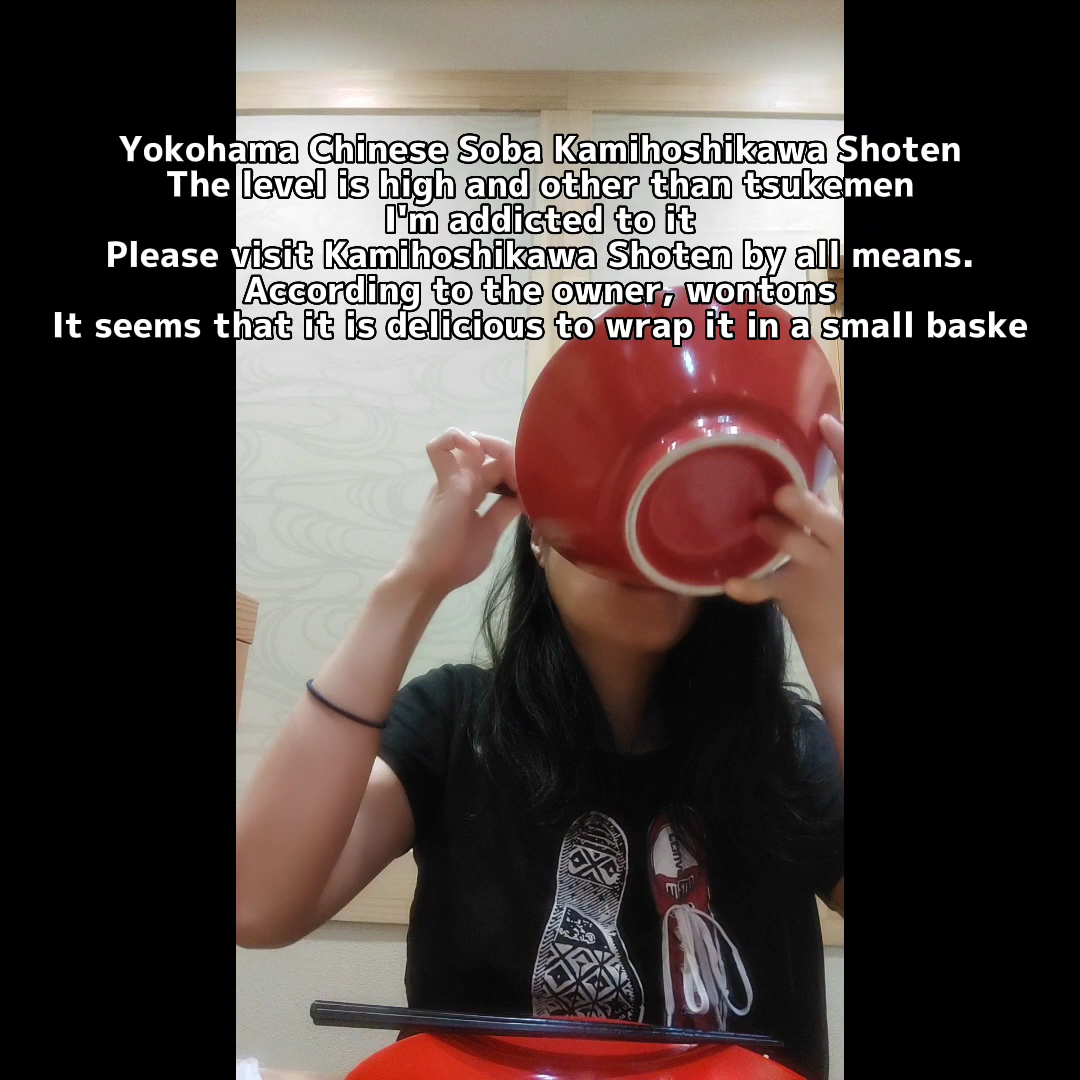 Yokohama Chinese Soba Kamihoshikawa Shoten
The level is high and other than tsukemen
I'm addicted to it
Please visit Kamihoshikawa Shoten by all means.
According to the owner, wontons
It seems that it is delicious to wrap it in a small baske